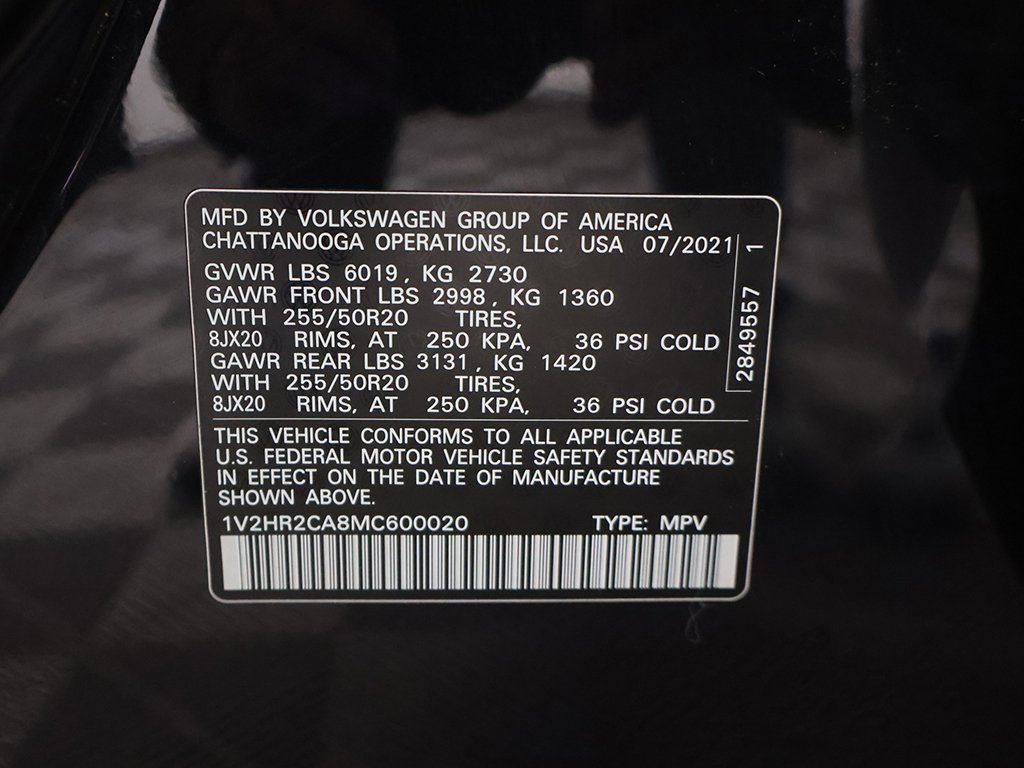 MFD BY VOLKSWAGEN GROUP OF AMERICA
CHATTANOOGA OPERATIONS, LLC. USA 07/2021
GVWR LBS 6019, KG 2730
GAWR FRONT LBS 2998, KG 1360
WITH 255/50R20 TIRES,
8JX20 RIMS, AT 250 KPA, 36 PSI COLD
GAWR REAR LBS 3131, KG 1420
WITH 255/50R20 TIRES,
8JX20 RIMS, AT 250 KPA, 36 PSI COLD
2849557 1
THIS VEHICLE CONFORMS TO ALL APPLICABLE
U.S. FEDERAL MOTOR VEHICLE SAFETY STANDARDS
IN EFFECT ON THE DATE OF MANUFACTURE
SHOWN ABOVE.
1V2HR2CA8MC600020 TYPE: MPV